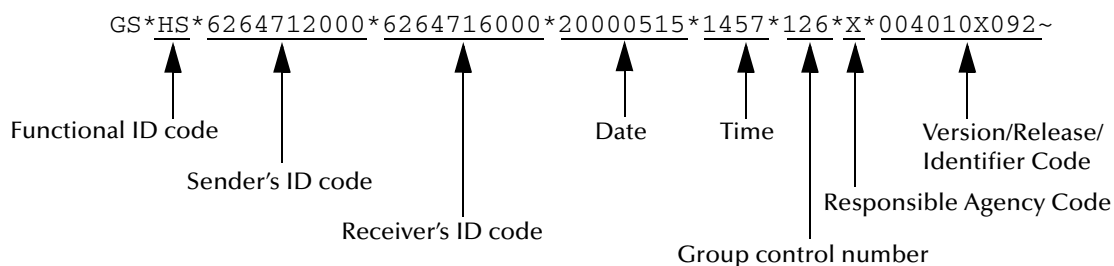 GS*HS*6264712000*6264716000*20000515*1457*126*X*004010X092~
Functional ID code
Date
Time
Version/Release/
Identifier Code
Sender's ID code
Responsible Agency Code
Receiver's ID code
Group control number